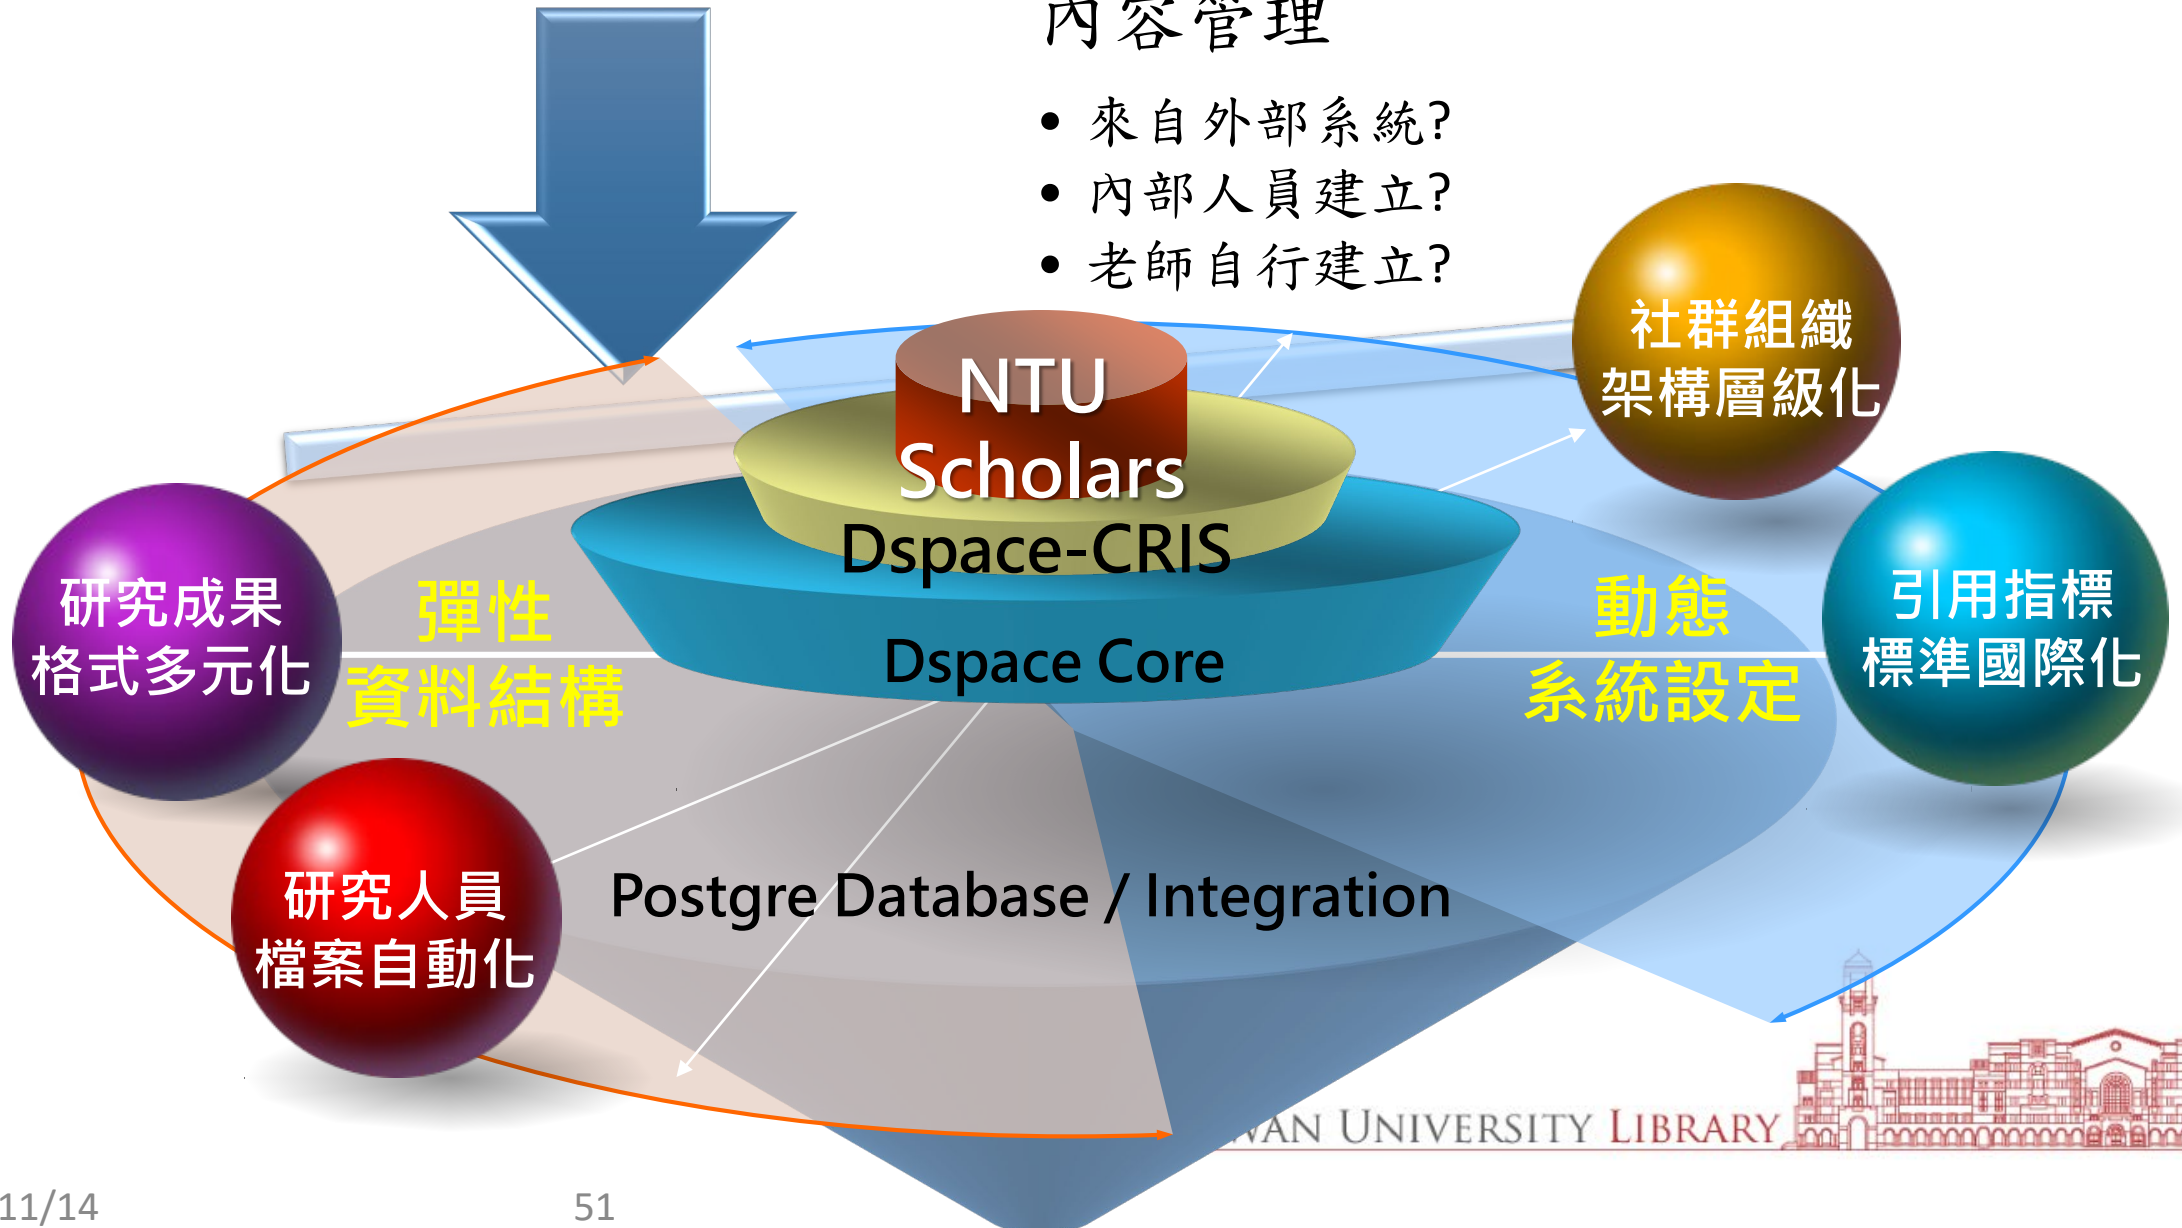 內容管理
• 來自外部系統?
• 內部人員建立?
• 老師自行建立?
社群組織
架構層級化
NTU
Scholars
Dspace-CRIS
Dspace Core
研究成果
格式多元化
彈性
資料結構
動態
系統設定
引用指標
標準國際化
研究人員
檔案自動化
Postgre Database / Integration
WAN UNIVERSITY LIBRARY
11/14
51